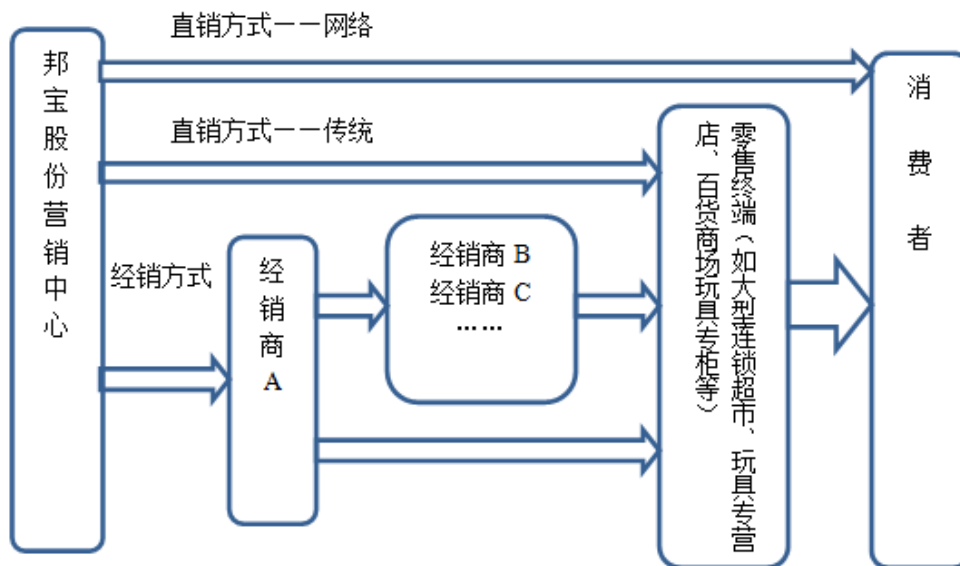 直销方式——网络
邦宝股份营销中心
消费者
直销方式——传统
零售终端（如大型连锁超市、玩具专营
店、百货商场玩具专柜等）
经销方式
经销商A
经销商 B
经销商 C
……